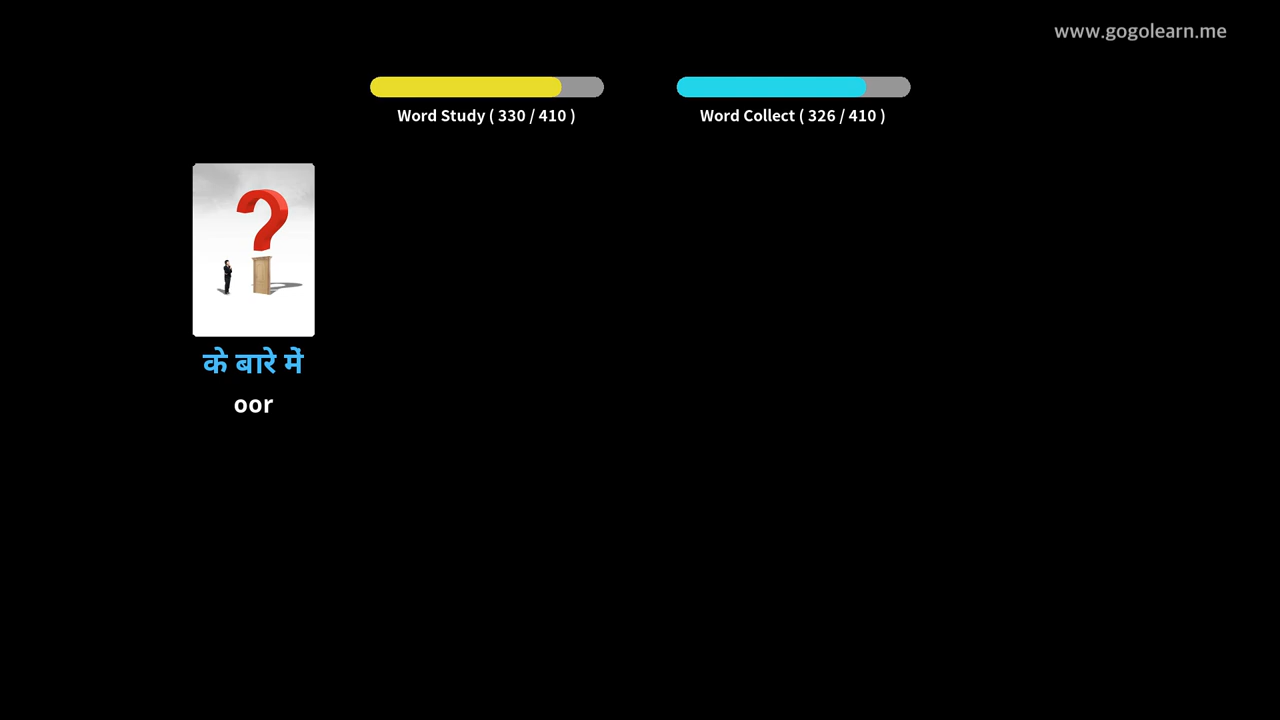 www.gogolearn.me
Word Study ( 330 / 410 )
Word Collect ( 326 / 410 )
के बारे में
oor